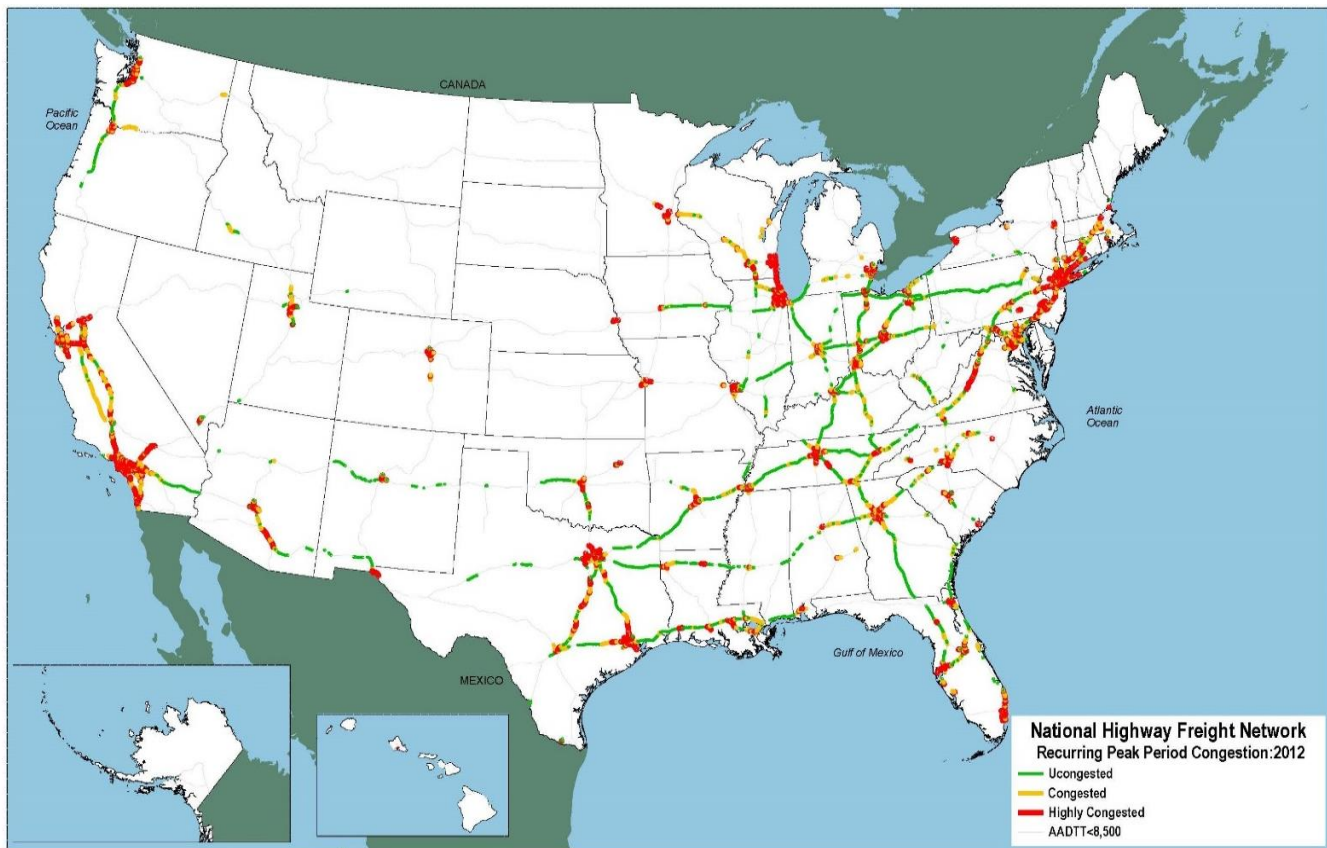 CANADA
Pacific
Ocean
Atlantic
Ocean
Gulf of Mexico
MEXICO
National Highway Freight Network
Recurring Peak Period Congestion:2012
Ucongested
Congested
Highly Congested
AADTT<8,500